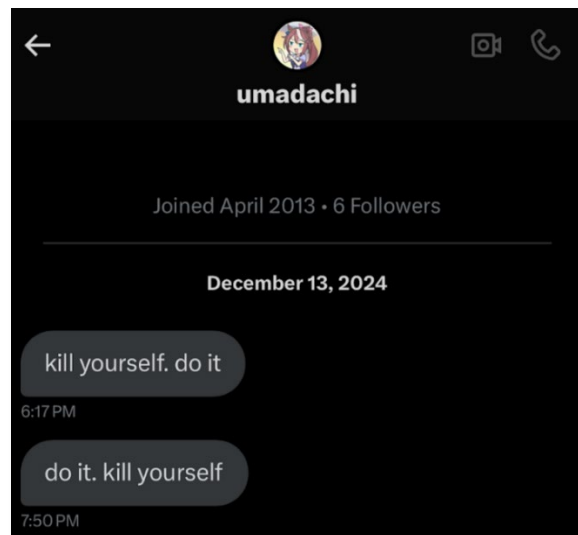 umadachi
Joined April 2013 • 6 Followers
December 13, 2024
kill yourself. do it
6:17 PM
do it. kill yourself
7:50 PM